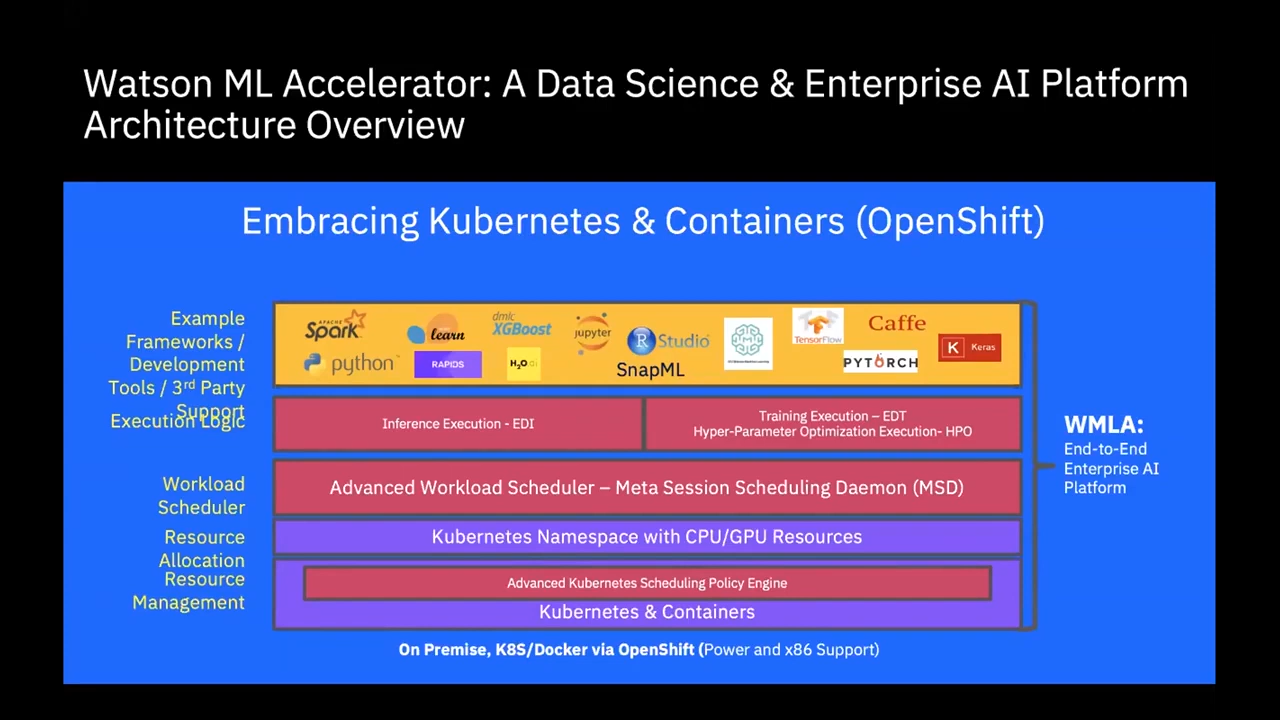 Watson ML Accelerator: A Data Science & Enterprise AI Platform
Architecture Overview
Embracing Kubernetes & Containers (OpenShift)
Example
Frameworks /
Development
Tools / 3rd Party
Support
APACHE
Spark
learn
dmlc
XGBoost
jupyter
R Studio
TensorFlow
Caffe
K Keras
python
RAPIDS
H2O
SnapML
PYTORCH
Execution Logic
Inference Execution - EDI
Training Execution – EDT
Hyper-Parameter Optimization Execution- HPO
Workload
Scheduler
Advanced Workload Scheduler – Meta Session Scheduling Daemon (MSD)
Resource
Allocation
Kubernetes Namespace with CPU/GPU Resources
Resource
Management
Advanced Kubernetes Scheduling Policy Engine
Kubernetes & Containers
WMLA:
End-to-End
Enterprise AI
Platform
On Premise, K8S/Docker via OpenShift (Power and x86 Support)